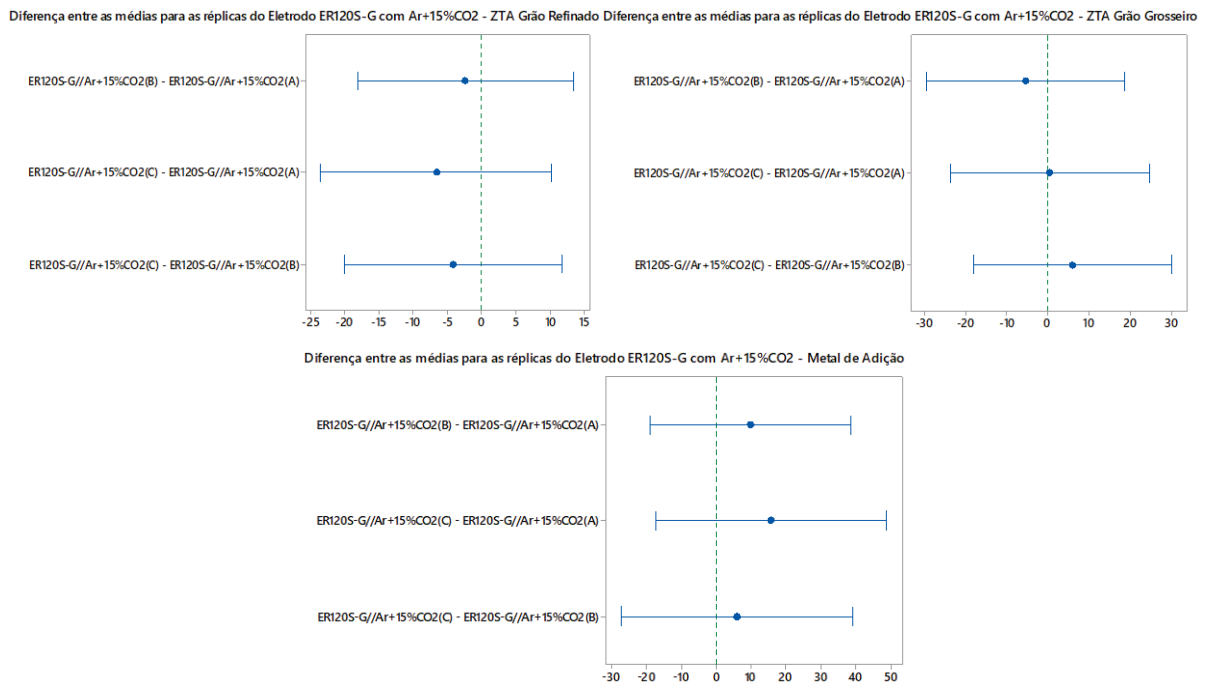 Diferença entre as médias para as réplicas do Eletrodo ER120S-G com Ar+15%CO2 - ZTA Grão Refinado
ER120S-G//Ar+15%CO2(B) - ER120S-G//Ar+15%CO2(A)
ER120S-G//Ar+15%CO2(C) - ER120S-G//Ar+15%CO2(A)
ER120S-G//Ar+15%CO2(C) - ER120S-G//Ar+15%CO2(B)
-25 -20 -15 -10 -5 0 5 10 15
Diferença entre as médias para as réplicas do Eletrodo ER120S-G com Ar+15%CO2 - ZTA Grão Grosseiro
ER120S-G//Ar+15%CO2(B) - ER120S-G//Ar+15%CO2(A)
ER120S-G//Ar+15%CO2(C) - ER120S-G//Ar+15%CO2(A)
ER120S-G//Ar+15%CO2(C) - ER120S-G//Ar+15%CO2(B)
-30 -20 -10 0 10 20 30
Diferença entre as médias para as réplicas do Eletrodo ER120S-G com Ar+15%CO2 - Metal de Adição
ER120S-G//Ar+15%CO2(B) - ER120S-G//Ar+15%CO2(A)
ER120S-G//Ar+15%CO2(C) - ER120S-G//Ar+15%CO2(A)
ER120S-G//Ar+15%CO2(C) - ER120S-G//Ar+15%CO2(B)
-30 -20 -10 0 10 20 30 40 50